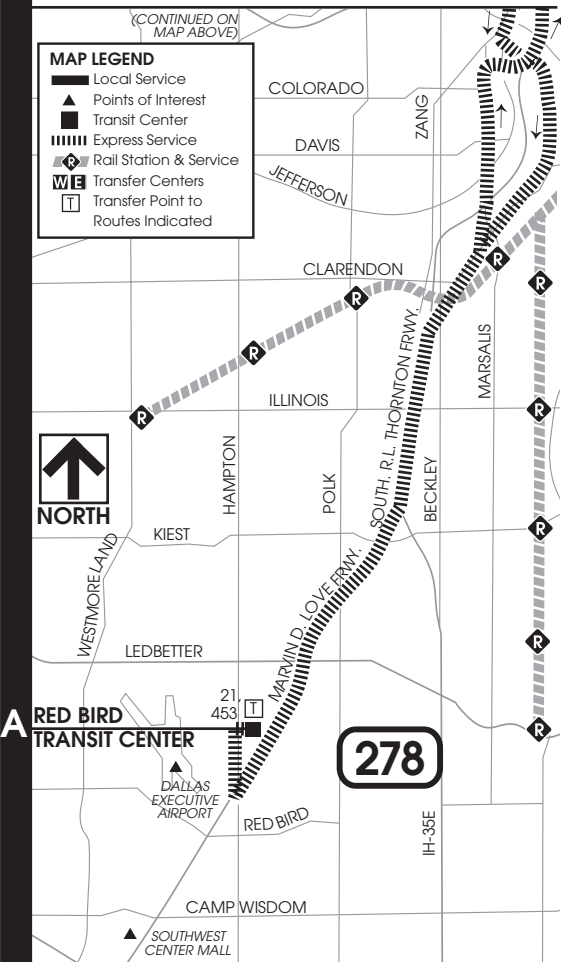 (CONTINUED ON
MAP ABOVE)
MAP LEGEND
Local Service
Points of Interest
Transit Center
Express Service
R Rail Station & Service
W E Transfer Centers
T Transfer Point to
Routes Indicated
COLORADO
ZANG
DAVIS
JEFFERSON
CLARENDON
R
R
R
R
R
MARSALIS
ILLINOIS
R
SOUTH. R.L. THORNTON FRWY.
HAMPTON
POLK
BECKLEY
NORTH
KIEST
R
WESTMORELAND
MARVIN D. LOVE FRWY.
LEDBETTER
R
21,
453
T
A
RED BIRD
TRANSIT CENTER
R
278
DALLAS
EXECUTIVE
AIRPORT
RED BIRD
IH-35E
CAMP WISDOM
SOUTHWEST
CENTER MALL